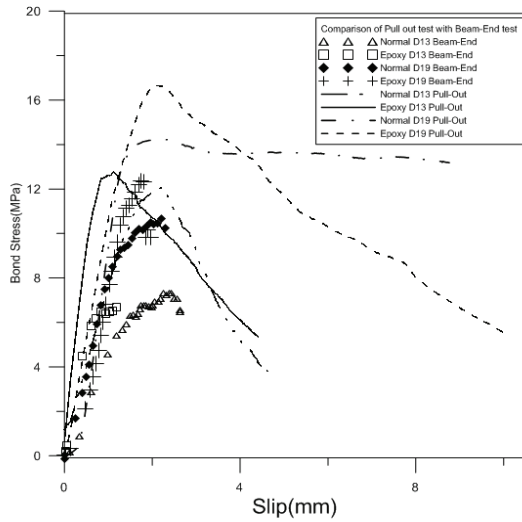 Comparison of Pull out test with Beam-End test
Normal D13 Beam-End
Epoxy D13 Beam-End
Normal D19 Beam-End
Epoxy D19 Beam-End
Normal D13 Pull-Out
Epoxy D13 Pull-Out
Normal D19 Pull-Out
Epoxy D19 Pull-Out
20
16
12
8
4
0
Bond Stress(MPa)
0
4
8
Slip(mm)